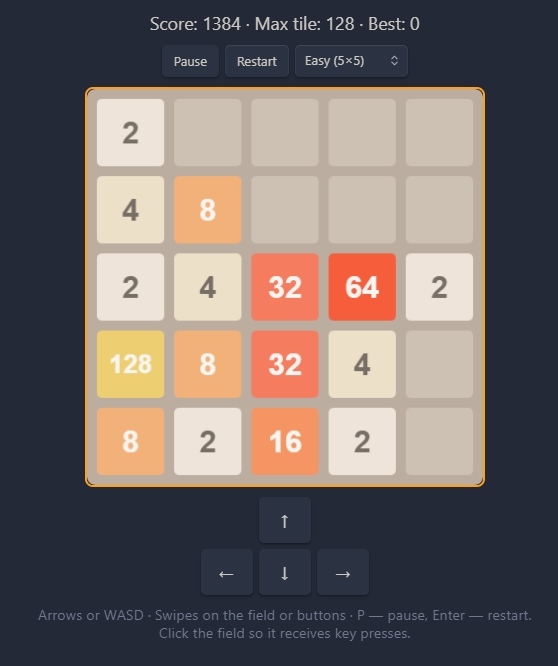 Score: 1384 · Max tile: 128 · Best: 0
Pause Restart Easy (5×5)
2
4 8
2 4 32 64 2
128 8 32 4
8 2 16 2
↑
← ↓ →
Arrows or WASD · Swipes on the field or buttons · P — pause, Enter — restart.
Click the field so it receives key presses.